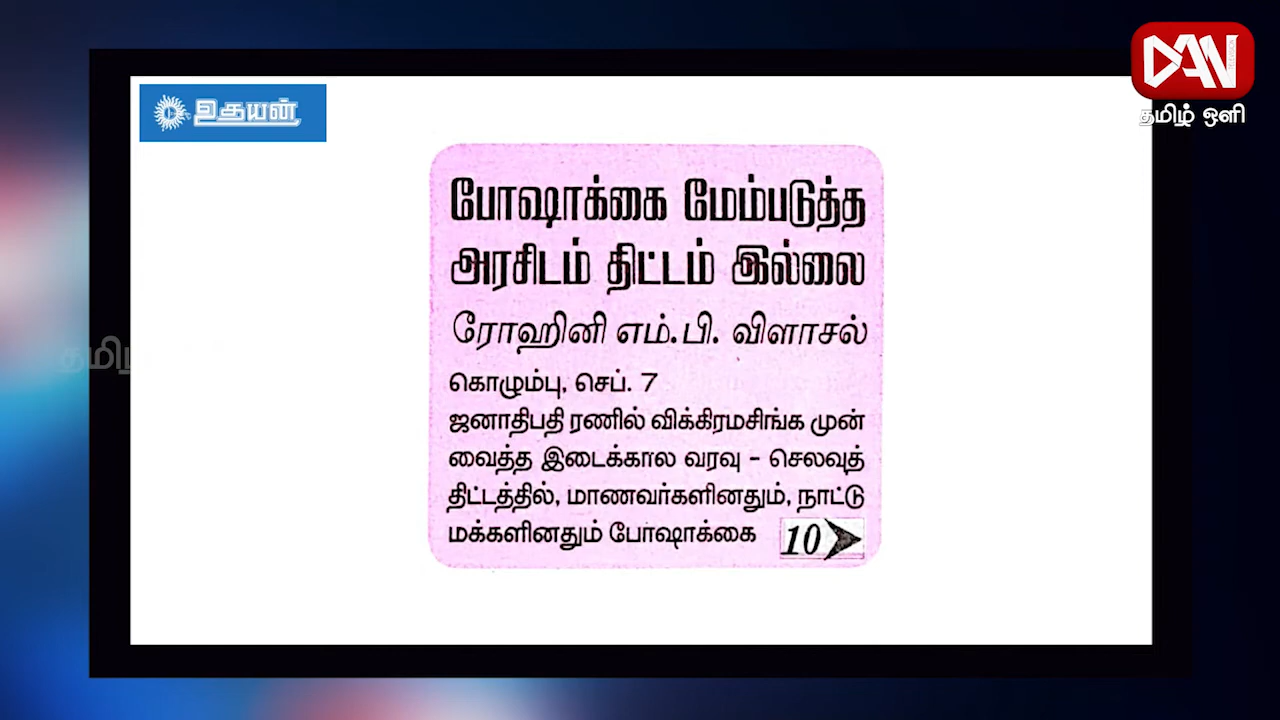 உதயன்
DAN
தமிழ் ஒளி
போஷாக்கை மேம்படுத்த
அரசிடம் திட்டம் இல்லை
ரோஹினி எம்.பி. விளாசல்
கொழும்பு, செப். 7
ஜனாதிபதி ரணில் விக்கிரமசிங்க முன்
வைத்த இடைக்கால வரவு - செலவுத்
திட்டத்தில், மாணவர்களினதும், நாட்டு
மக்களினதும் போஷாக்கை 10
தமிழ்